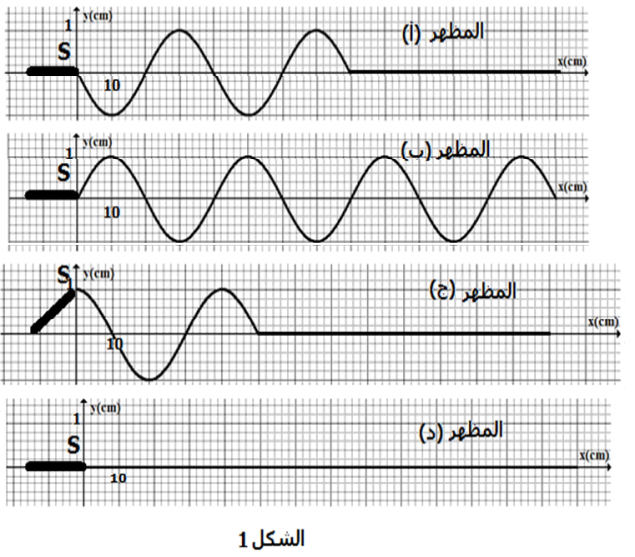 y(cm)
1
المظهر (أ)
S
x(cm)
10
y(cm)
1
المظهر (ب)
S
x(cm)
10
S
y(cm)
1
المظهر (ج)
x(cm)
10
y(cm)
1
المظهر (د)
S
x(cm)
10
الشكل 1